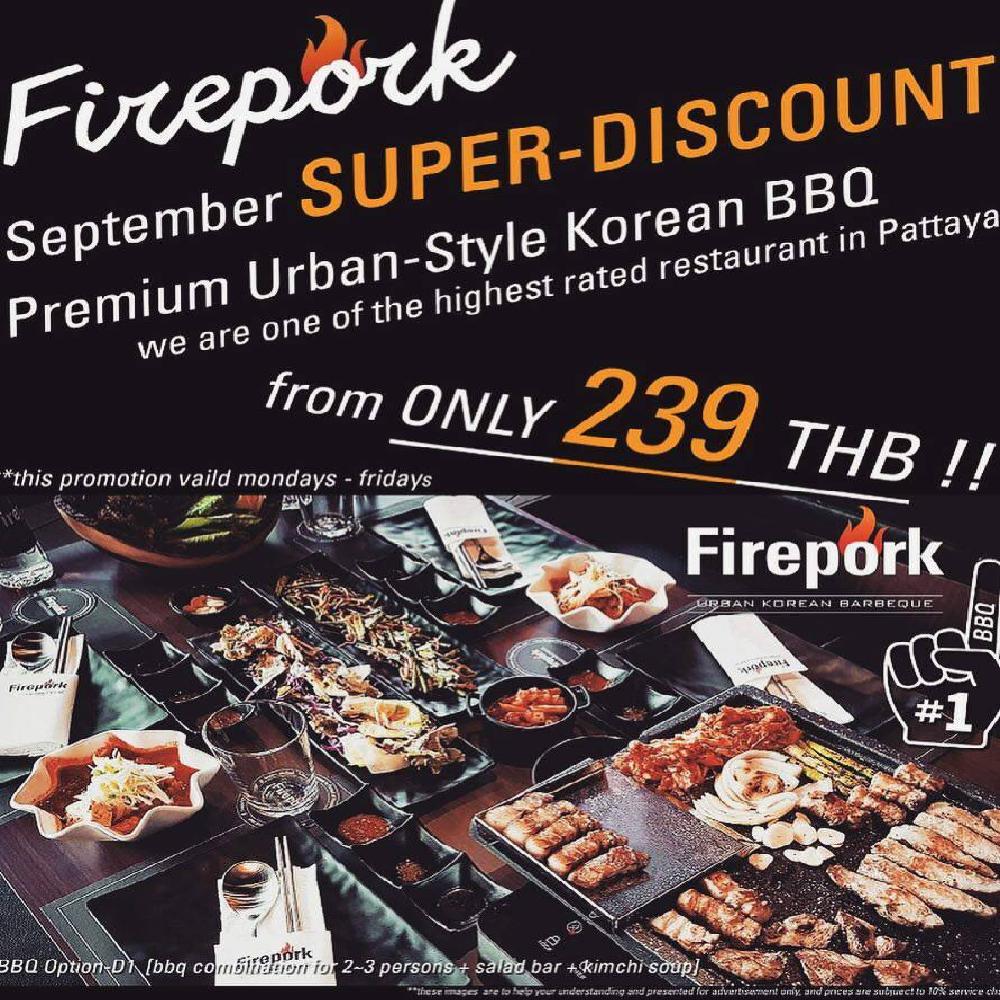 Firepork
September SUPER-DISCOUNT
Premium Urban-Style Korean BBQ
we are one of the highest rated restaurant in Pattaya
from ONLY 239 THB !!
**this promotion vaild mondays - fridays
Firepork
URBAN KOREAN BARBEQUE
BBQ
#1
Firepork
Firepork
Firepork
BBQ Option-D1 [bbq combination for 2~3 persons + salad bar + kimchi soup]
**these images are to help your understanding and presented for advertisement only, and prices are subject to 10% service